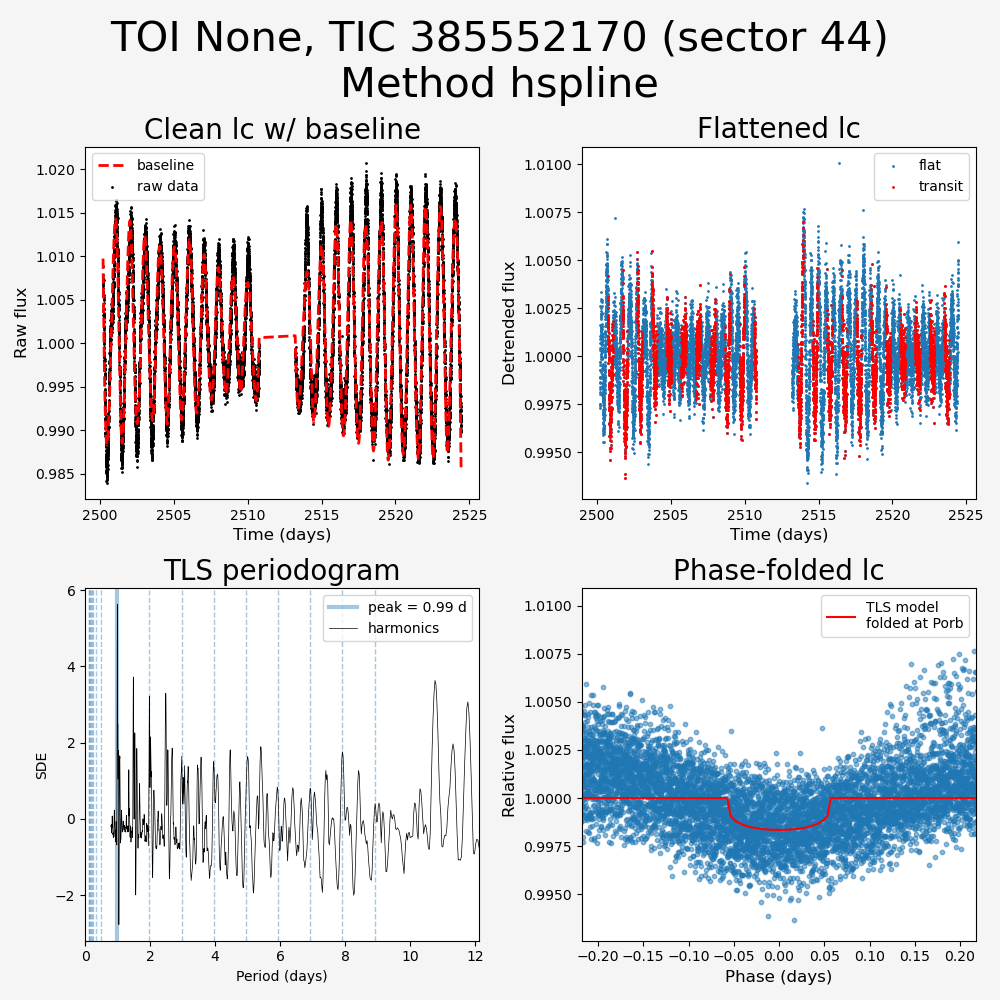 TOI None, TIC 385552170 (sector 44)
Method hspline
Clean lc w/ baseline
baseline
raw data
1.020
1.015
1.010
1.005
1.000
0.995
0.990
0.985
Raw flux
2500
2505
2510
2515
2520
2525
Time (days)
Flattened lc
flat
transit
1.0100
1.0075
1.0050
1.0025
1.0000
0.9975
0.9950
Detrended flux
2500
2505
2510
2515
2520
2525
Time (days)
TLS periodogram
peak = 0.99 d
harmonics
6
4
2
0
−2
SDE
0
2
4
6
8
10
12
Period (days)
Phase-folded lc
TLS model
folded at Porb
1.0100
1.0075
1.0050
1.0025
1.0000
0.9975
0.9950
Relative flux
−0.20
−0.15
−0.10
−0.05
0.00
0.05
0.10
0.15
0.20
Phase (days)